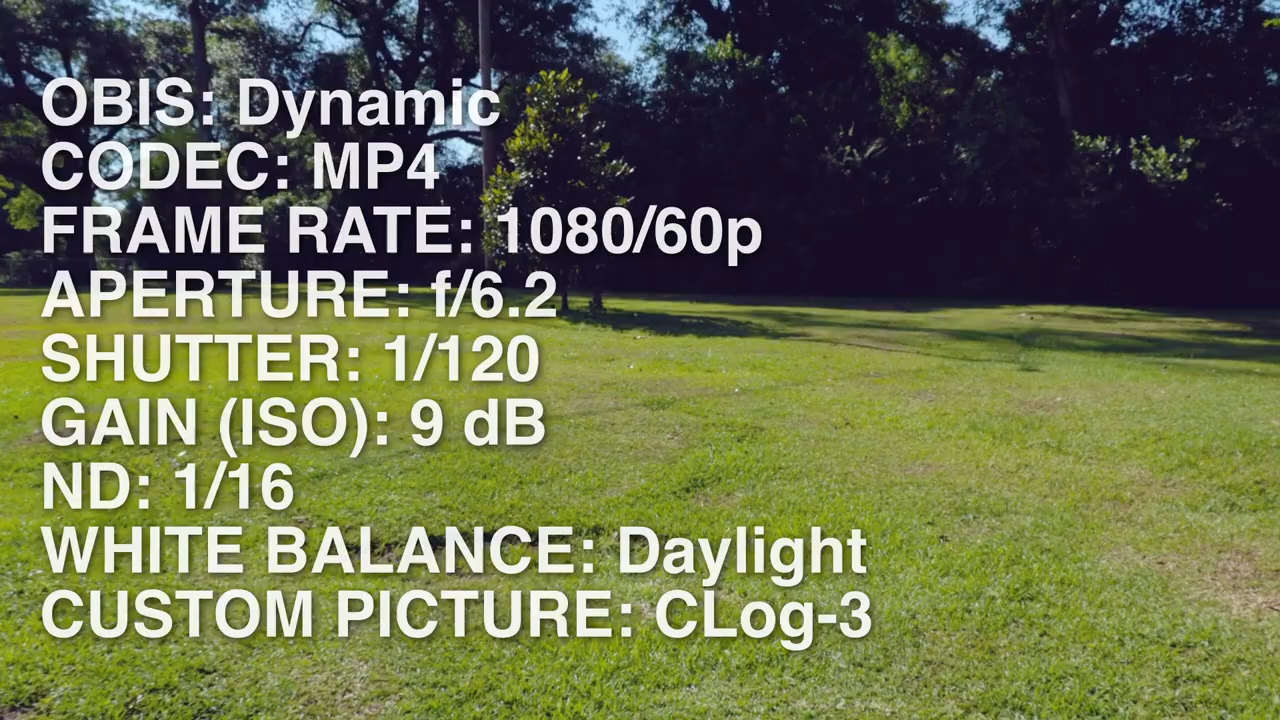 OBIS: Dynamic
CODEC: MP4
FRAME RATE: 1080/60p
APERTURE: f/6.2
SHUTTER: 1/120
GAIN (ISO): 9 dB
ND: 1/16
WHITE BALANCE: Daylight
CUSTOM PICTURE: CLog-3